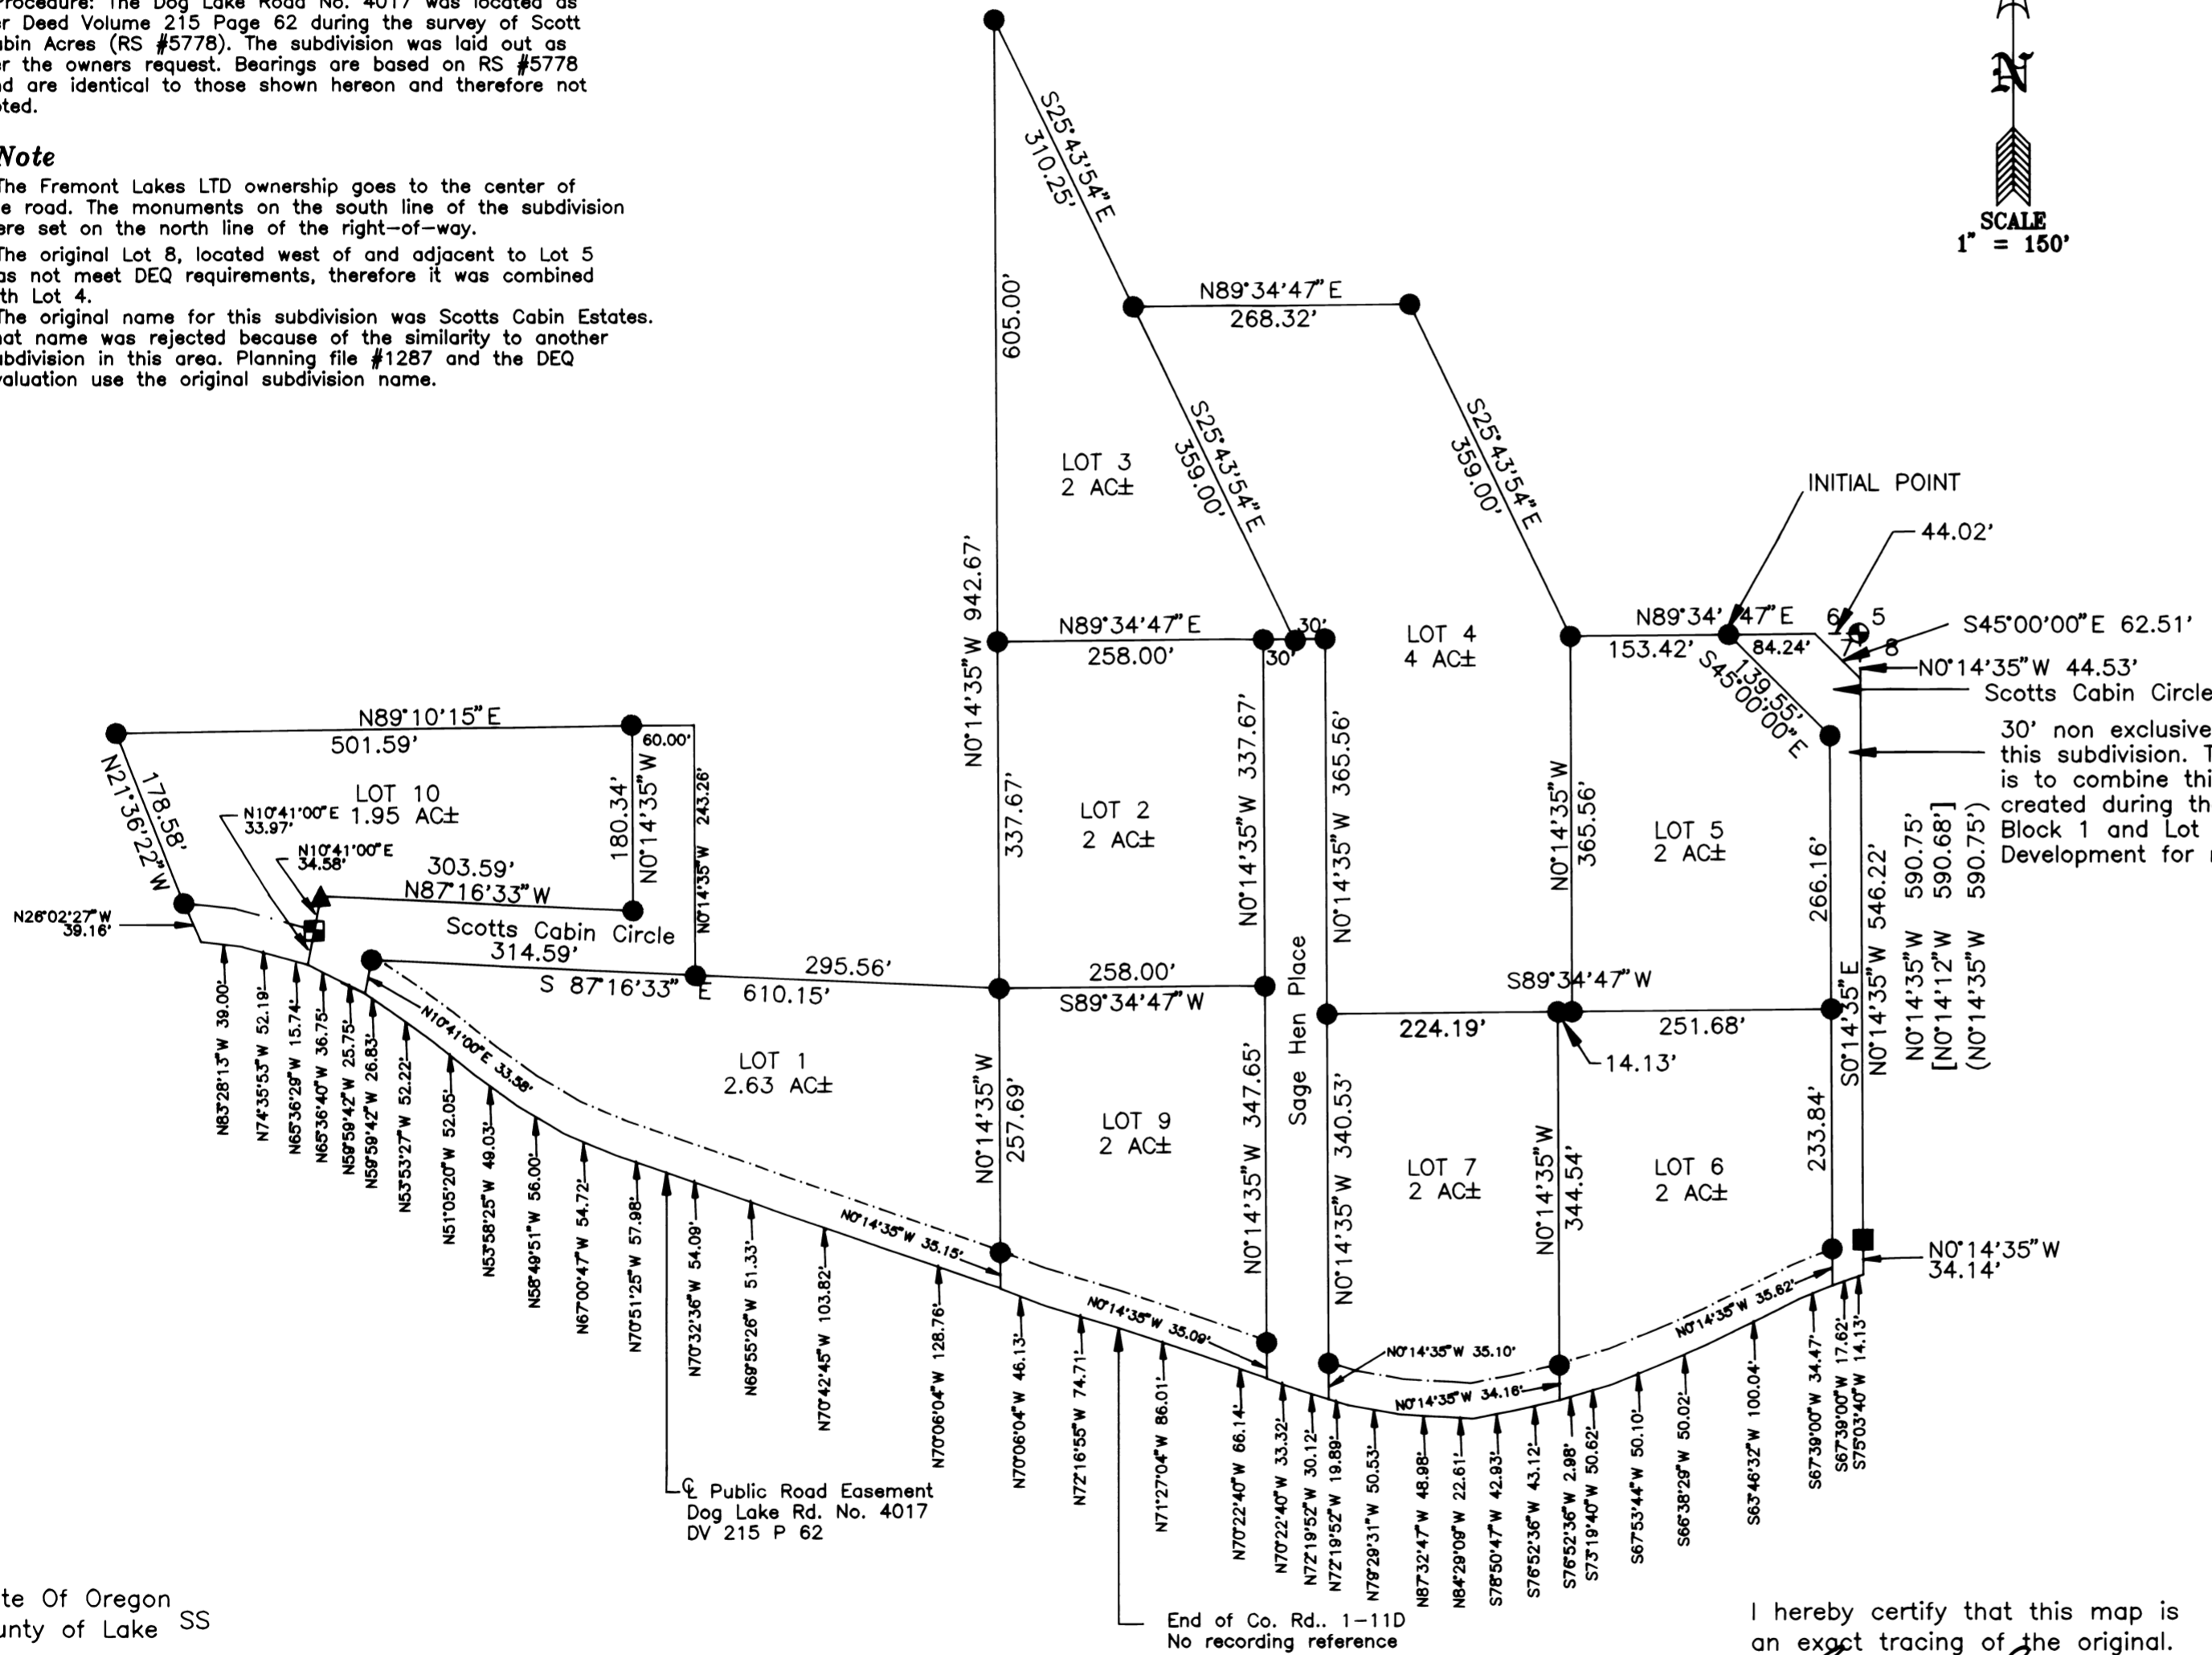 Procedure: The Dog Lake Road No. 4017 was located as
er Deed Volume 215 Page 62 during the survey of Scott
abin Acres (RS #5778). The subdivision was laid out as
er the owners request. Bearings are based on RS #5778
nd are identical to those shown hereon and therefore not
oted.
Note
The Fremont Lakes LTD ownership goes to the center of
e road. The monuments on the south line of the subdivision
ere set on the north line of the right-of-way.
The original Lot 8, located west of and adjacent to Lot 5
as not meet DEQ requirements, therefore it was combined
th Lot 4.
The original name for this subdivision was Scotts Cabin Estates.
hat name was rejected because of the similarity to another
ubdivision in this area. Planning file #1287 and the DEQ
valuation use the original subdivision name.
N
SCALE
1" = 150'
S25°43'54"E
310.25'
605.00'
N89°34'47"E
268.32'
LOT 3
2 AC±
S25°43'54"E
359.00'
S25°43'54"E
359.00'
N0°14'35"W 942.67'
INITIAL POINT
44.02'
N89°34'47"E
258.00'
30'
30'
LOT 4
4 AC±
N89°34'47"E
153.42'
84.24'
6 5
7 8
S45°00'00"E 62.51'
N0°14'35"W 44.53'
139.55'
S45°00'00"E
Scotts Cabin Circle
30' non exclusive
this subdivision. T
is to combine thi
created during th
Block 1 and Lot
Development for
N89°10'15"E
501.59'
60.00'
N21°36'22"W
178.58'
LOT 10
1.95 AC±
N10°41'00"E
33.97'
N10°41'00"E
34.58'
303.59'
N87°16'33"W
180.34'
N0°14'35"W
N0°14'35"W 243.26'
N26°02'27"W
39.16'
Scotts Cabin Circle
314.59'
S 87°16'33" E
295.56'
610.15'
337.67'
LOT 2
2 AC±
N0°14'35"W 337.67'
N0°14'35"W 365.56'
N0°14'35"W
365.56'
LOT 5
2 AC±
266.16'
S0°14'35"E
N0°14'35"W 546.22'
N0°14'35"W 590.75'
[N0°14'12"W 590.68']
(N0°14'35"W 590.75')
258.00'
S89°34'47"W
S89°34'47"W
224.19'
251.68'
14.13'
Sage Hen Place
N10°41'00"E 33.58'
LOT 1
2.63 AC±
N0°14'35"W
257.69'
LOT 9
2 AC±
N0°14'35"W 347.65'
N0°14'35"W 340.53'
LOT 7
2 AC±
N0°14'35"W
344.54'
LOT 6
2 AC±
233.84'
N0°14'35"W
34.14'
N0°14'35"W 35.15'
N0°14'35"W 35.09'
N0°14'35"W 35.10'
N0°14'35"W 34.16'
N0°14'35"W 35.62'
N83°28'13"W 39.00'
N74°35'53"W 52.19'
N65°36'29"W 15.74'
N65°36'40"W 36.75'
N59°59'42"W 25.75'
N59°59'42"W 26.83'
N53°53'27"W 52.22'
N51°05'20"W 52.05'
N53°58'25"W 49.03'
N58°49'51"W 56.00'
N67°00'47"W 54.72'
N70°51'25"W 57.98'
N70°32'36"W 54.09'
N69°55'26"W 51.33'
N70°42'45"W 103.82'
N70°06'04"W 128.76'
N70°06'04"W 46.13'
N72°16'55"W 74.71'
N71°27'04"W 86.01'
N70°22'40"W 66.14'
N70°22'40"W 33.32'
N72°19'52"W 30.12'
N72°19'52"W 19.89'
N79°29'31"W 50.53'
N87°32'47"W 48.98'
N84°29'09"W 22.61'
S78°50'47"W 42.93'
S76°52'36"W 43.12'
S76°52'36"W 2.98'
S73°19'40"W 50.62'
S67°53'44"W 50.10'
S66°38'29"W 50.02'
S63°46'32"W 100.04'
S67°39'00"W 34.47'
S67°39'00"W 17.62'
S75°03'40"W 14.13'
℄ Public Road Easement
Dog Lake Rd. No. 4017
DV 215 P 62
End of Co. Rd.. 1-11D
No recording reference
te Of Oregon
unty of Lake SS
I hereby certify that this map is
an exact tracing of the original.